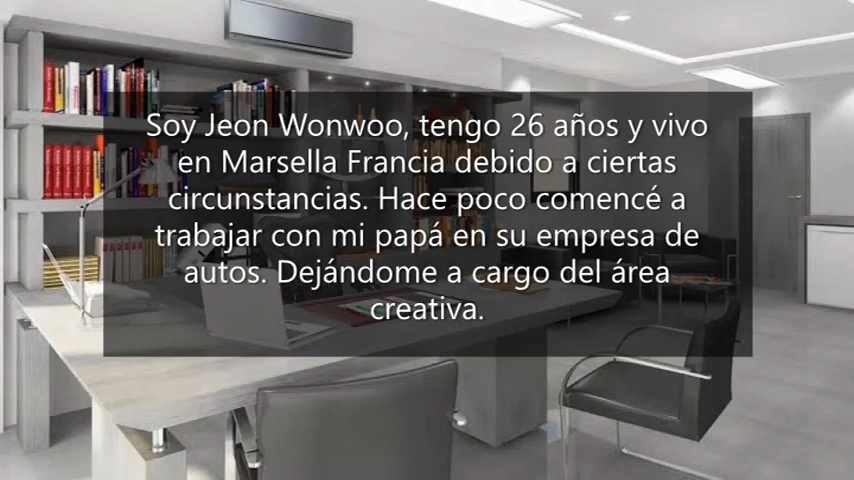 Soy Jeon Wonwoo, tengo 26 años y vivo
en Marsella Francia debido a ciertas
circunstancias. Hace poco comencé a
trabajar con mi papá en su empresa de
autos. Dejándome a cargo del área
creativa.